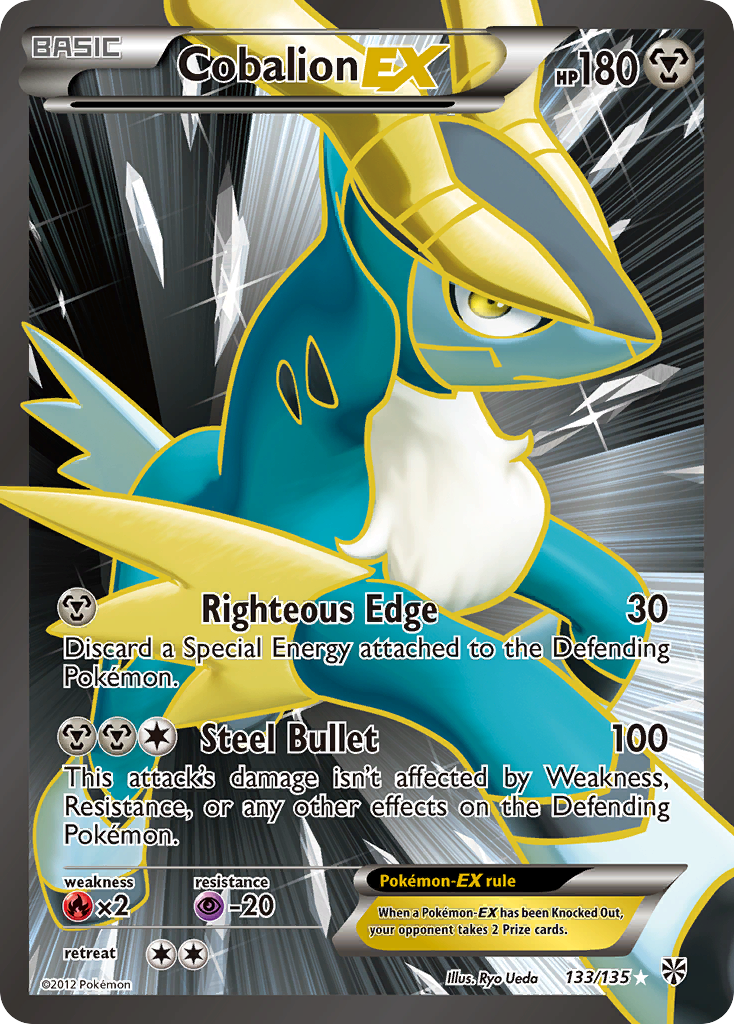 BASIC
Cobalion EX
HP180
Righteous Edge 30
Discard a Special Energy attached to the Defending
Pokémon.
Steel Bullet 100
This attack's damage isn't affected by Weakness,
Resistance, or any other effects on the Defending
Pokémon.
weakness
×2
resistance
-20
Pokémon-EX rule
When a Pokémon-EX has been Knocked Out,
your opponent takes 2 Prize cards.
retreat
©2012 Pokémon
Illus. Ryo Ueda
133/135